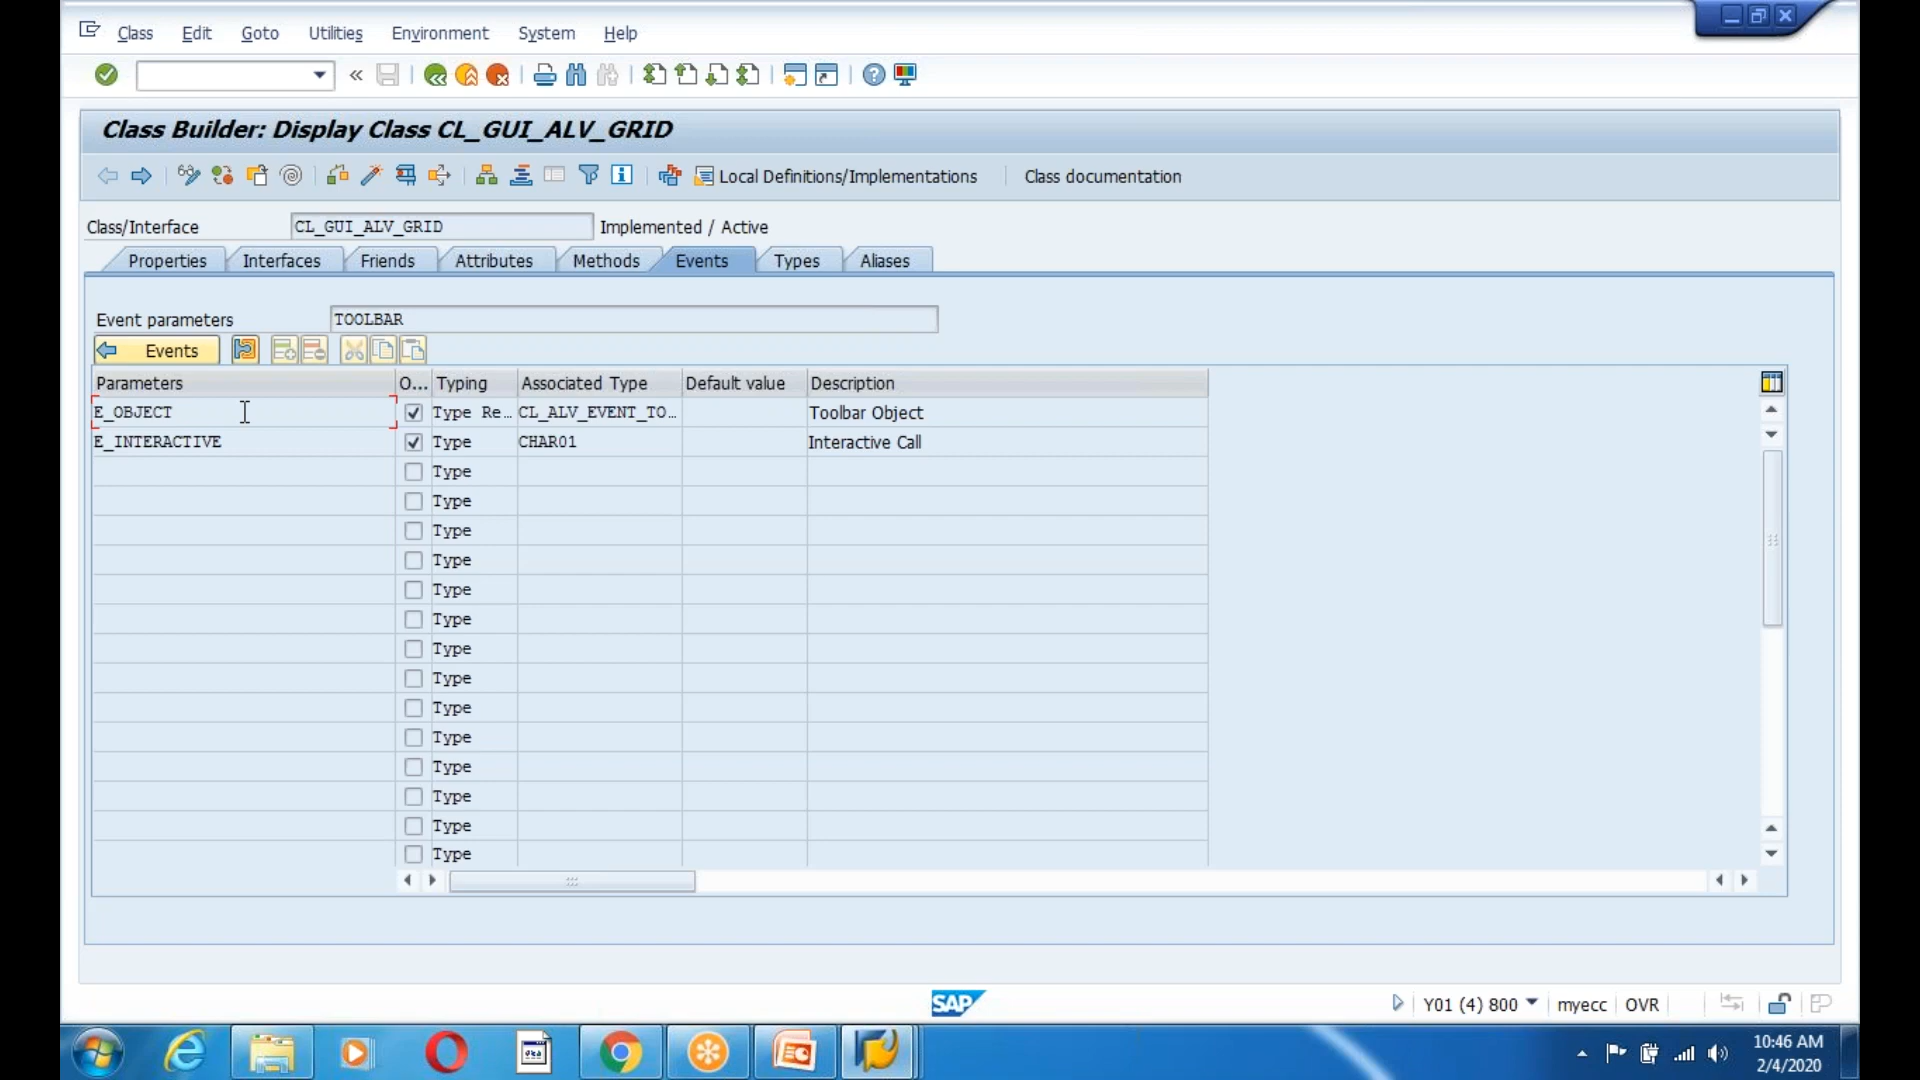 Class Edit Goto Utilities Environment System Help
Class Builder: Display Class CL_GUI_ALV_GRID
Local Definitions/Implementations Class documentation
Class/Interface CL_GUI_ALV_GRID Implemented / Active
Properties Interfaces Friends Attributes Methods Events Types Aliases
Event parameters TOOLBAR
Events
Parameters O... Typing Associated Type Default value Description
E_OBJECT Type Re... CL_ALV_EVENT_TO... Toolbar Object
E_INTERACTIVE Type CHAR01 Interactive Call
Type
Type
Type
Type
Type
Type
Type
Type
Type
Type
Type
Type
Type
Type
SAP Y01 (4) 800 myecc OVR
10:46 AM
2/4/2020